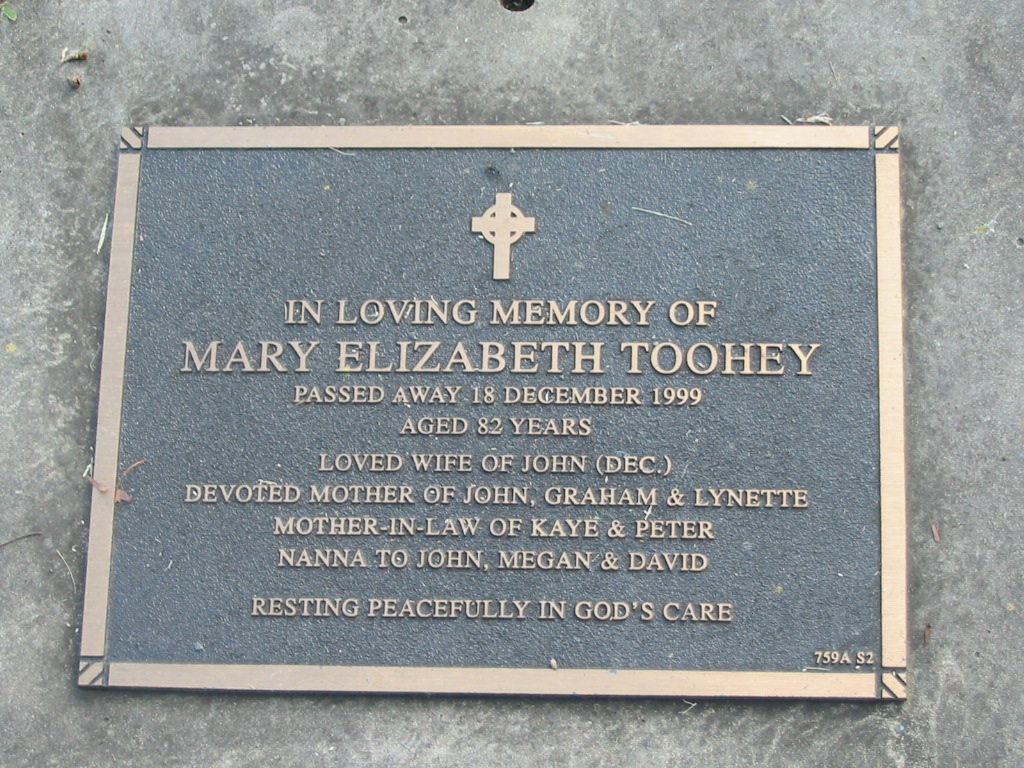 IN LOVING MEMORY OF
MARY ELIZABETH TOOHEY
PASSED AWAY 18 DECEMBER 1999
AGED 82 YEARS
LOVED WIFE OF JOHN (DEC.)
DEVOTED MOTHER OF JOHN, GRAHAM & LYNETTE
MOTHER-IN-LAW OF KAYE & PETER
NANNA TO JOHN, MEGAN & DAVID
RESTING PEACEFULLY IN GOD'S CARE
759A S2